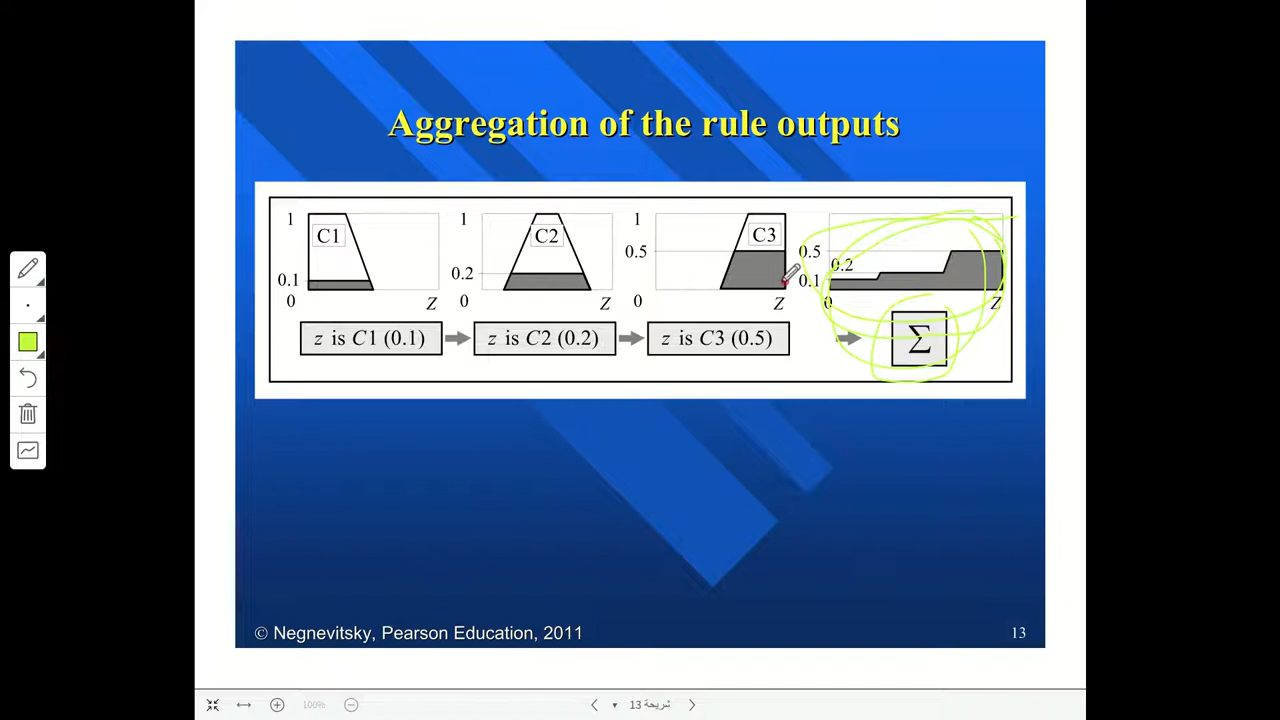 Aggregation of the rule outputs
1
C1
0.1
0
Z
1
C2
0.2
0
Z
1
C3
0.5
0
Z
0.5
0.2
0.1
0
Z
z is C1 (0.1)
z is C2 (0.2)
z is C3 (0.5)
Σ
© Negnevitsky, Pearson Education, 2011
13
100%
شريحة 13